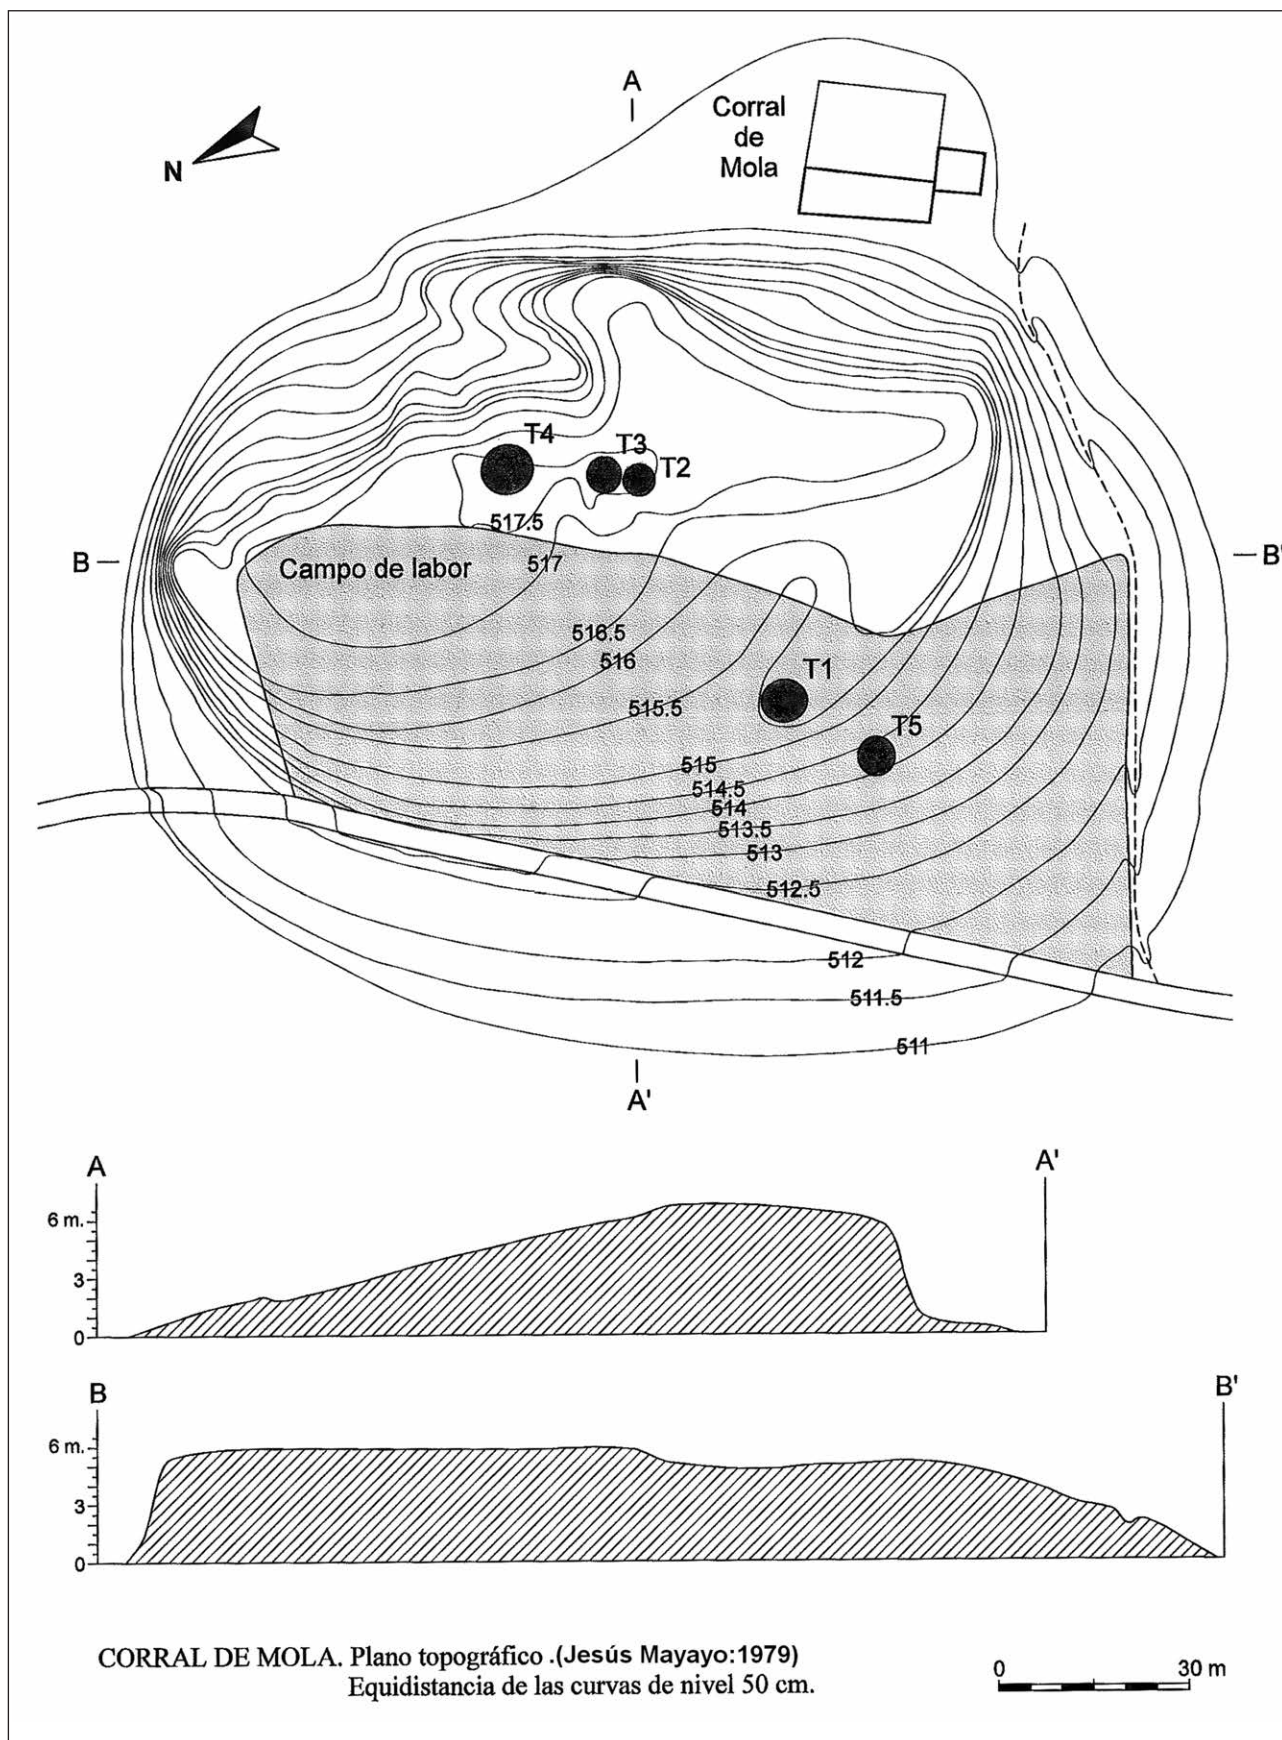 A
Corral
de
Mola
N
T4
T3
T2
517.5
B
B'
Campo de labor
517
516.5
516
T1
515.5
T5
515
514.5
514
513.5
513
512.5
512
511.5
511
A'
A
A'
6 m.
3
0
B
B'
6 m.
3
0
CORRAL DE MOLA. Plano topográfico .(Jesús Mayayo:1979)
Equidistancia de las curvas de nivel 50 cm.
0 30 m